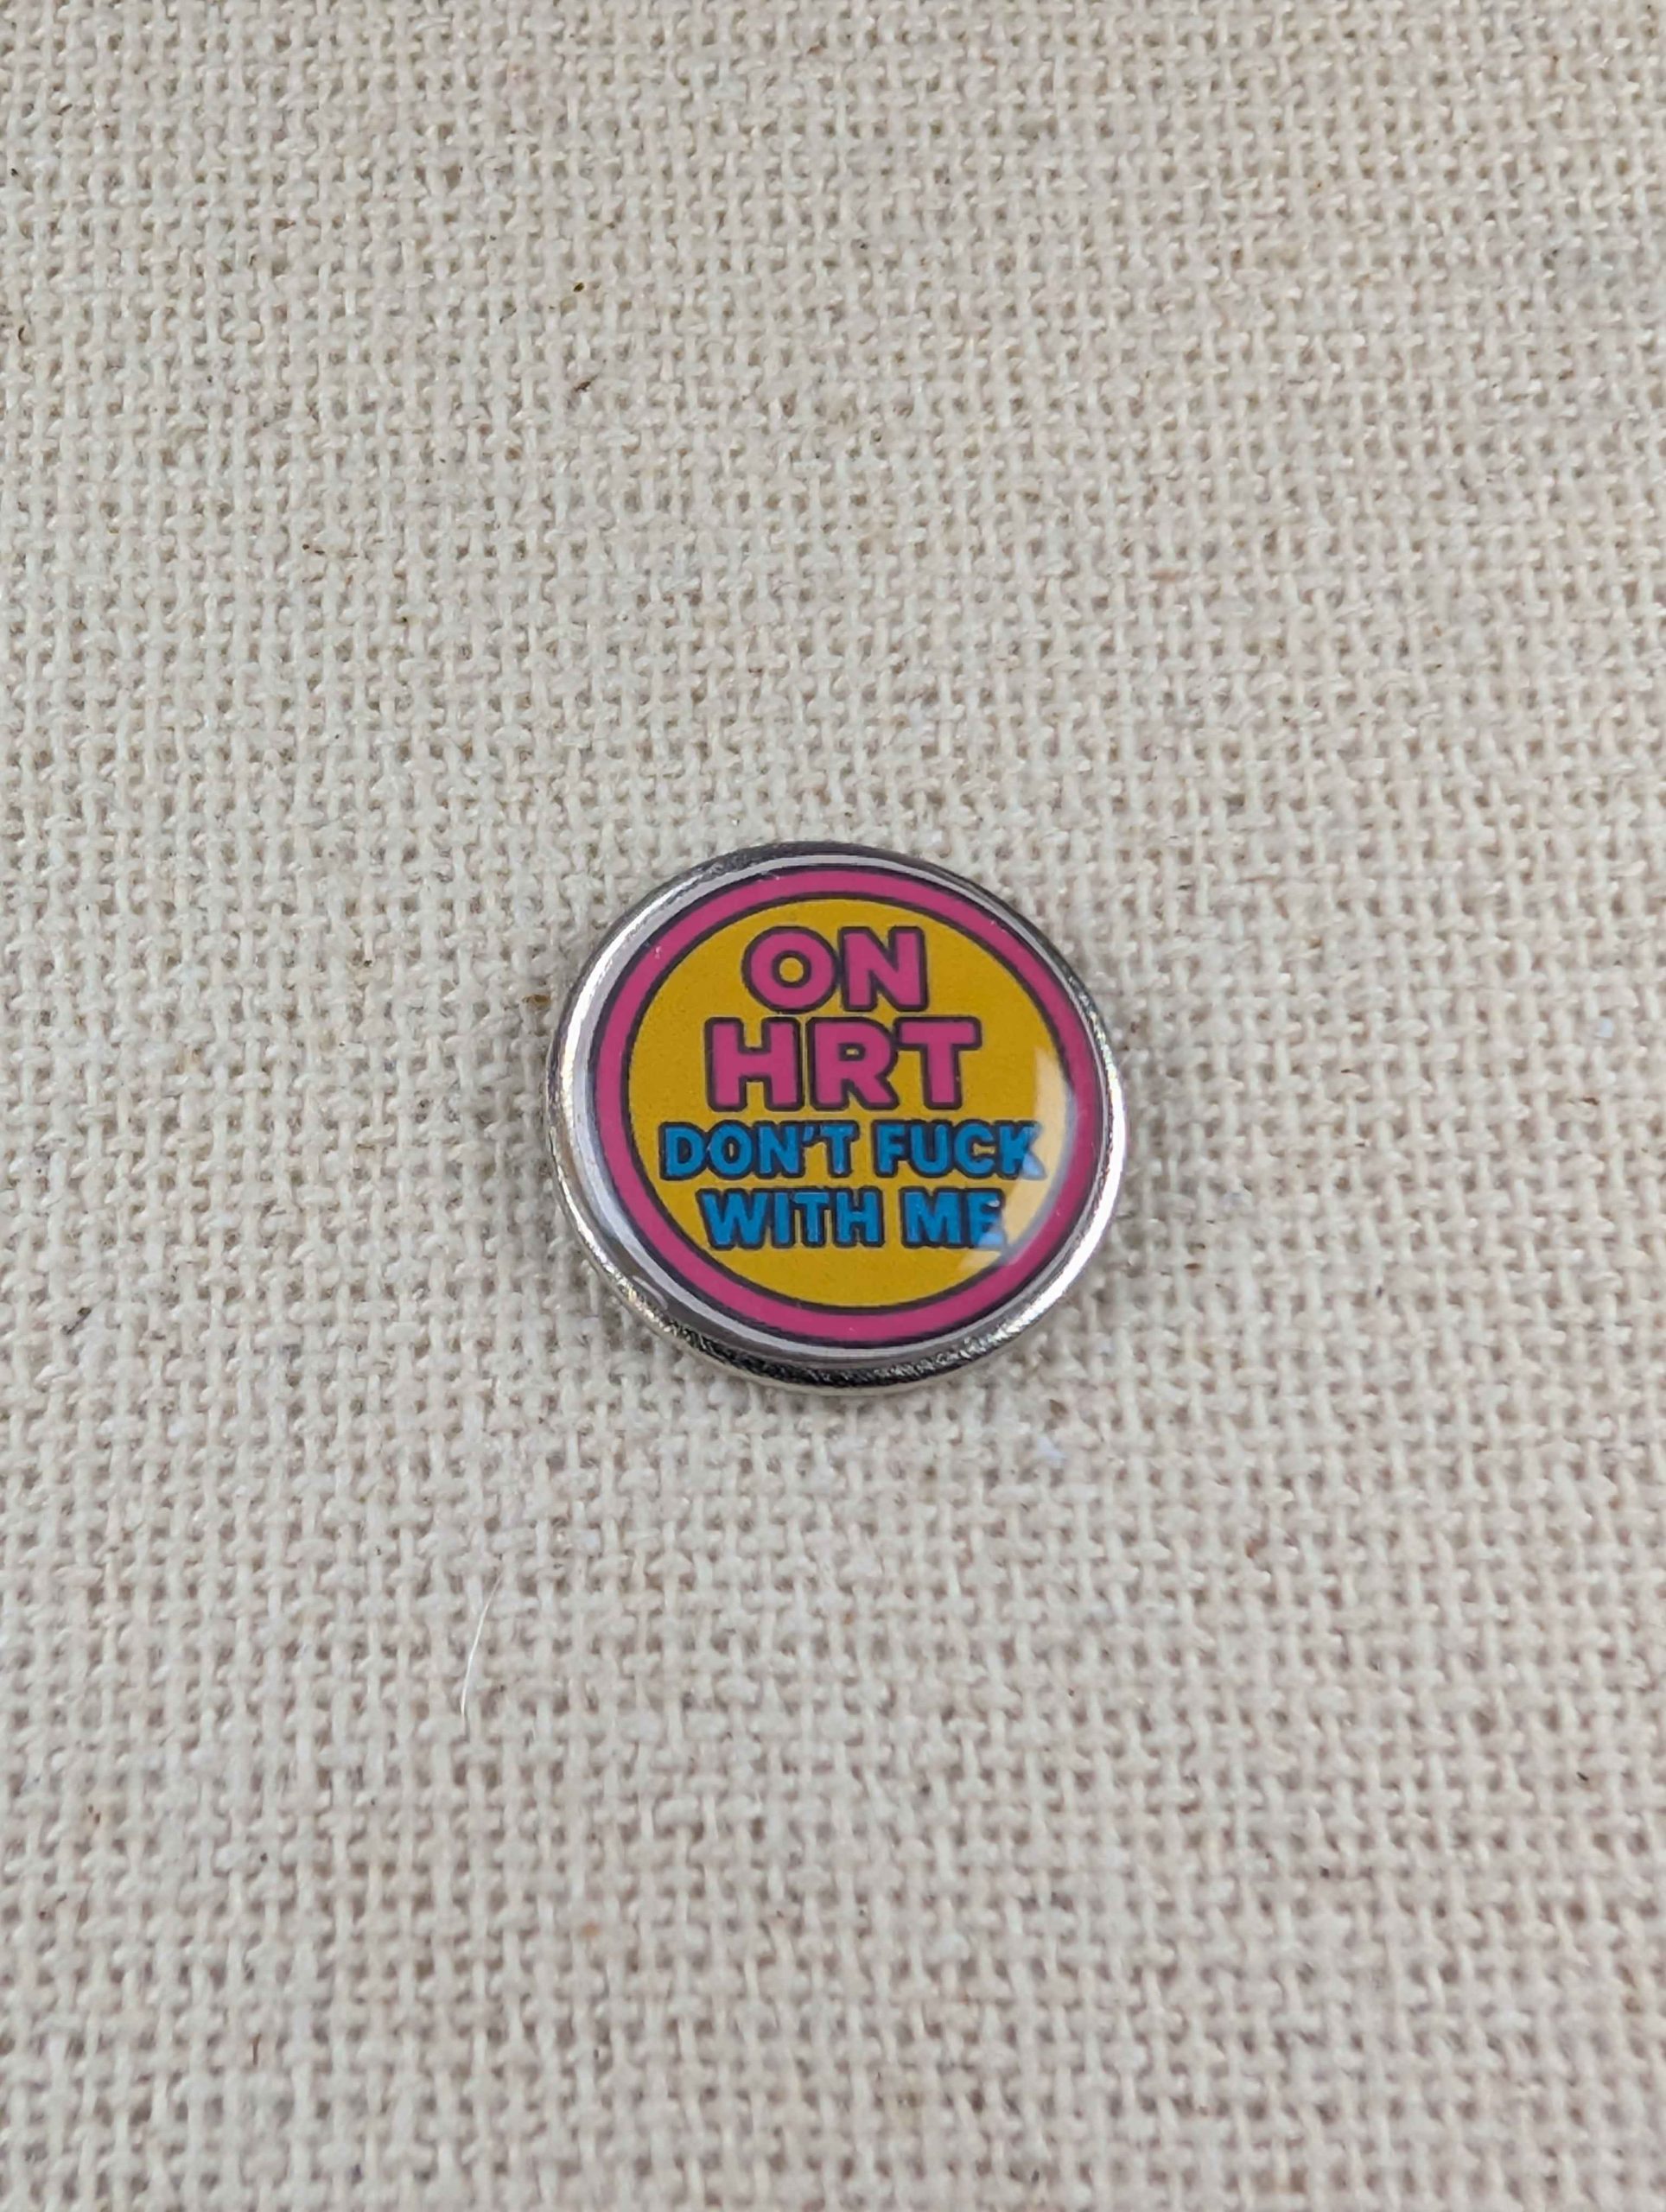 ON
HRT
DON'T FUCK
WITH ME